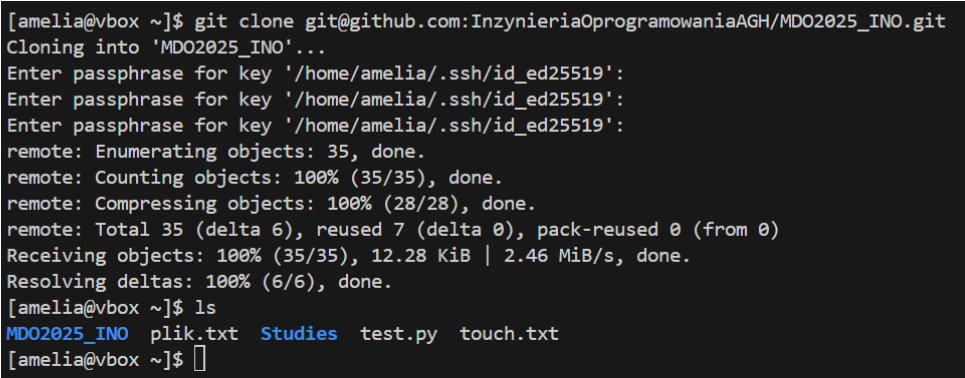 [amelia@vbox ~]$ git clone git@github.com:InzynieriaOprogramowaniaAGH/MDO2025_INO.git
Cloning into 'MDO2025_INO'...
Enter passphrase for key '/home/amelia/.ssh/id_ed25519':
Enter passphrase for key '/home/amelia/.ssh/id_ed25519':
Enter passphrase for key '/home/amelia/.ssh/id_ed25519':
remote: Enumerating objects: 35, done.
remote: Counting objects: 100% (35/35), done.
remote: Compressing objects: 100% (28/28), done.
remote: Total 35 (delta 6), reused 7 (delta 0), pack-reused 0 (from 0)
Receiving objects: 100% (35/35), 12.28 KiB | 2.46 MiB/s, done.
Resolving deltas: 100% (6/6), done.
[amelia@vbox ~]$ ls
MDO2025_INO  plik.txt  Studies  test.py  touch.txt
[amelia@vbox ~]$